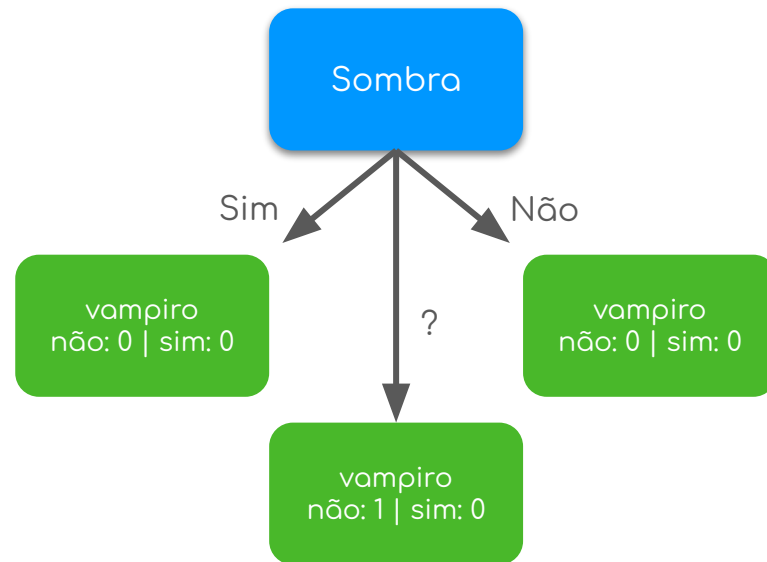 Sombra
Sim
Não
vampiro
não: 0 | sim: 0
?
vampiro
não: 0 | sim: 0
vampiro
não: 1 | sim: 0